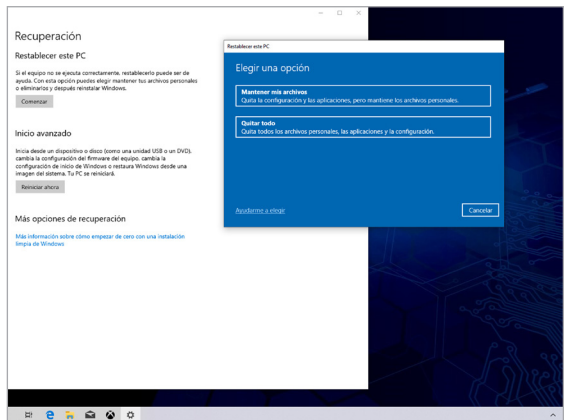 Recuperación
Restablecer este PC
Si el equipo no se ejecuta correctamente, restablecerlo puede ser de
ayuda. Con esta opción puedes elegir mantener tus archivos personales
o eliminarlos y después reinstalar Windows.
Comenzar
Inicio avanzado
Inicia desde un dispositivo o disco (como una unidad USB o un DVD),
cambia la configuración del firmware del equipo, cambia la
configuración de inicio de Windows o restaura Windows desde una
imagen del sistema. Tu PC se reiniciará.
Reiniciar ahora
Más opciones de recuperación
Más información sobre cómo empezar de cero con una instalación
limpia de Windows
Restablecer este PC
Elegir una opción
Mantener mis archivos
Quita la configuración y las aplicaciones, pero mantiene los archivos personales.
Quitar todo
Quita todos los archivos personales, las aplicaciones y la configuración.
Ayudarme a elegir
Cancelar